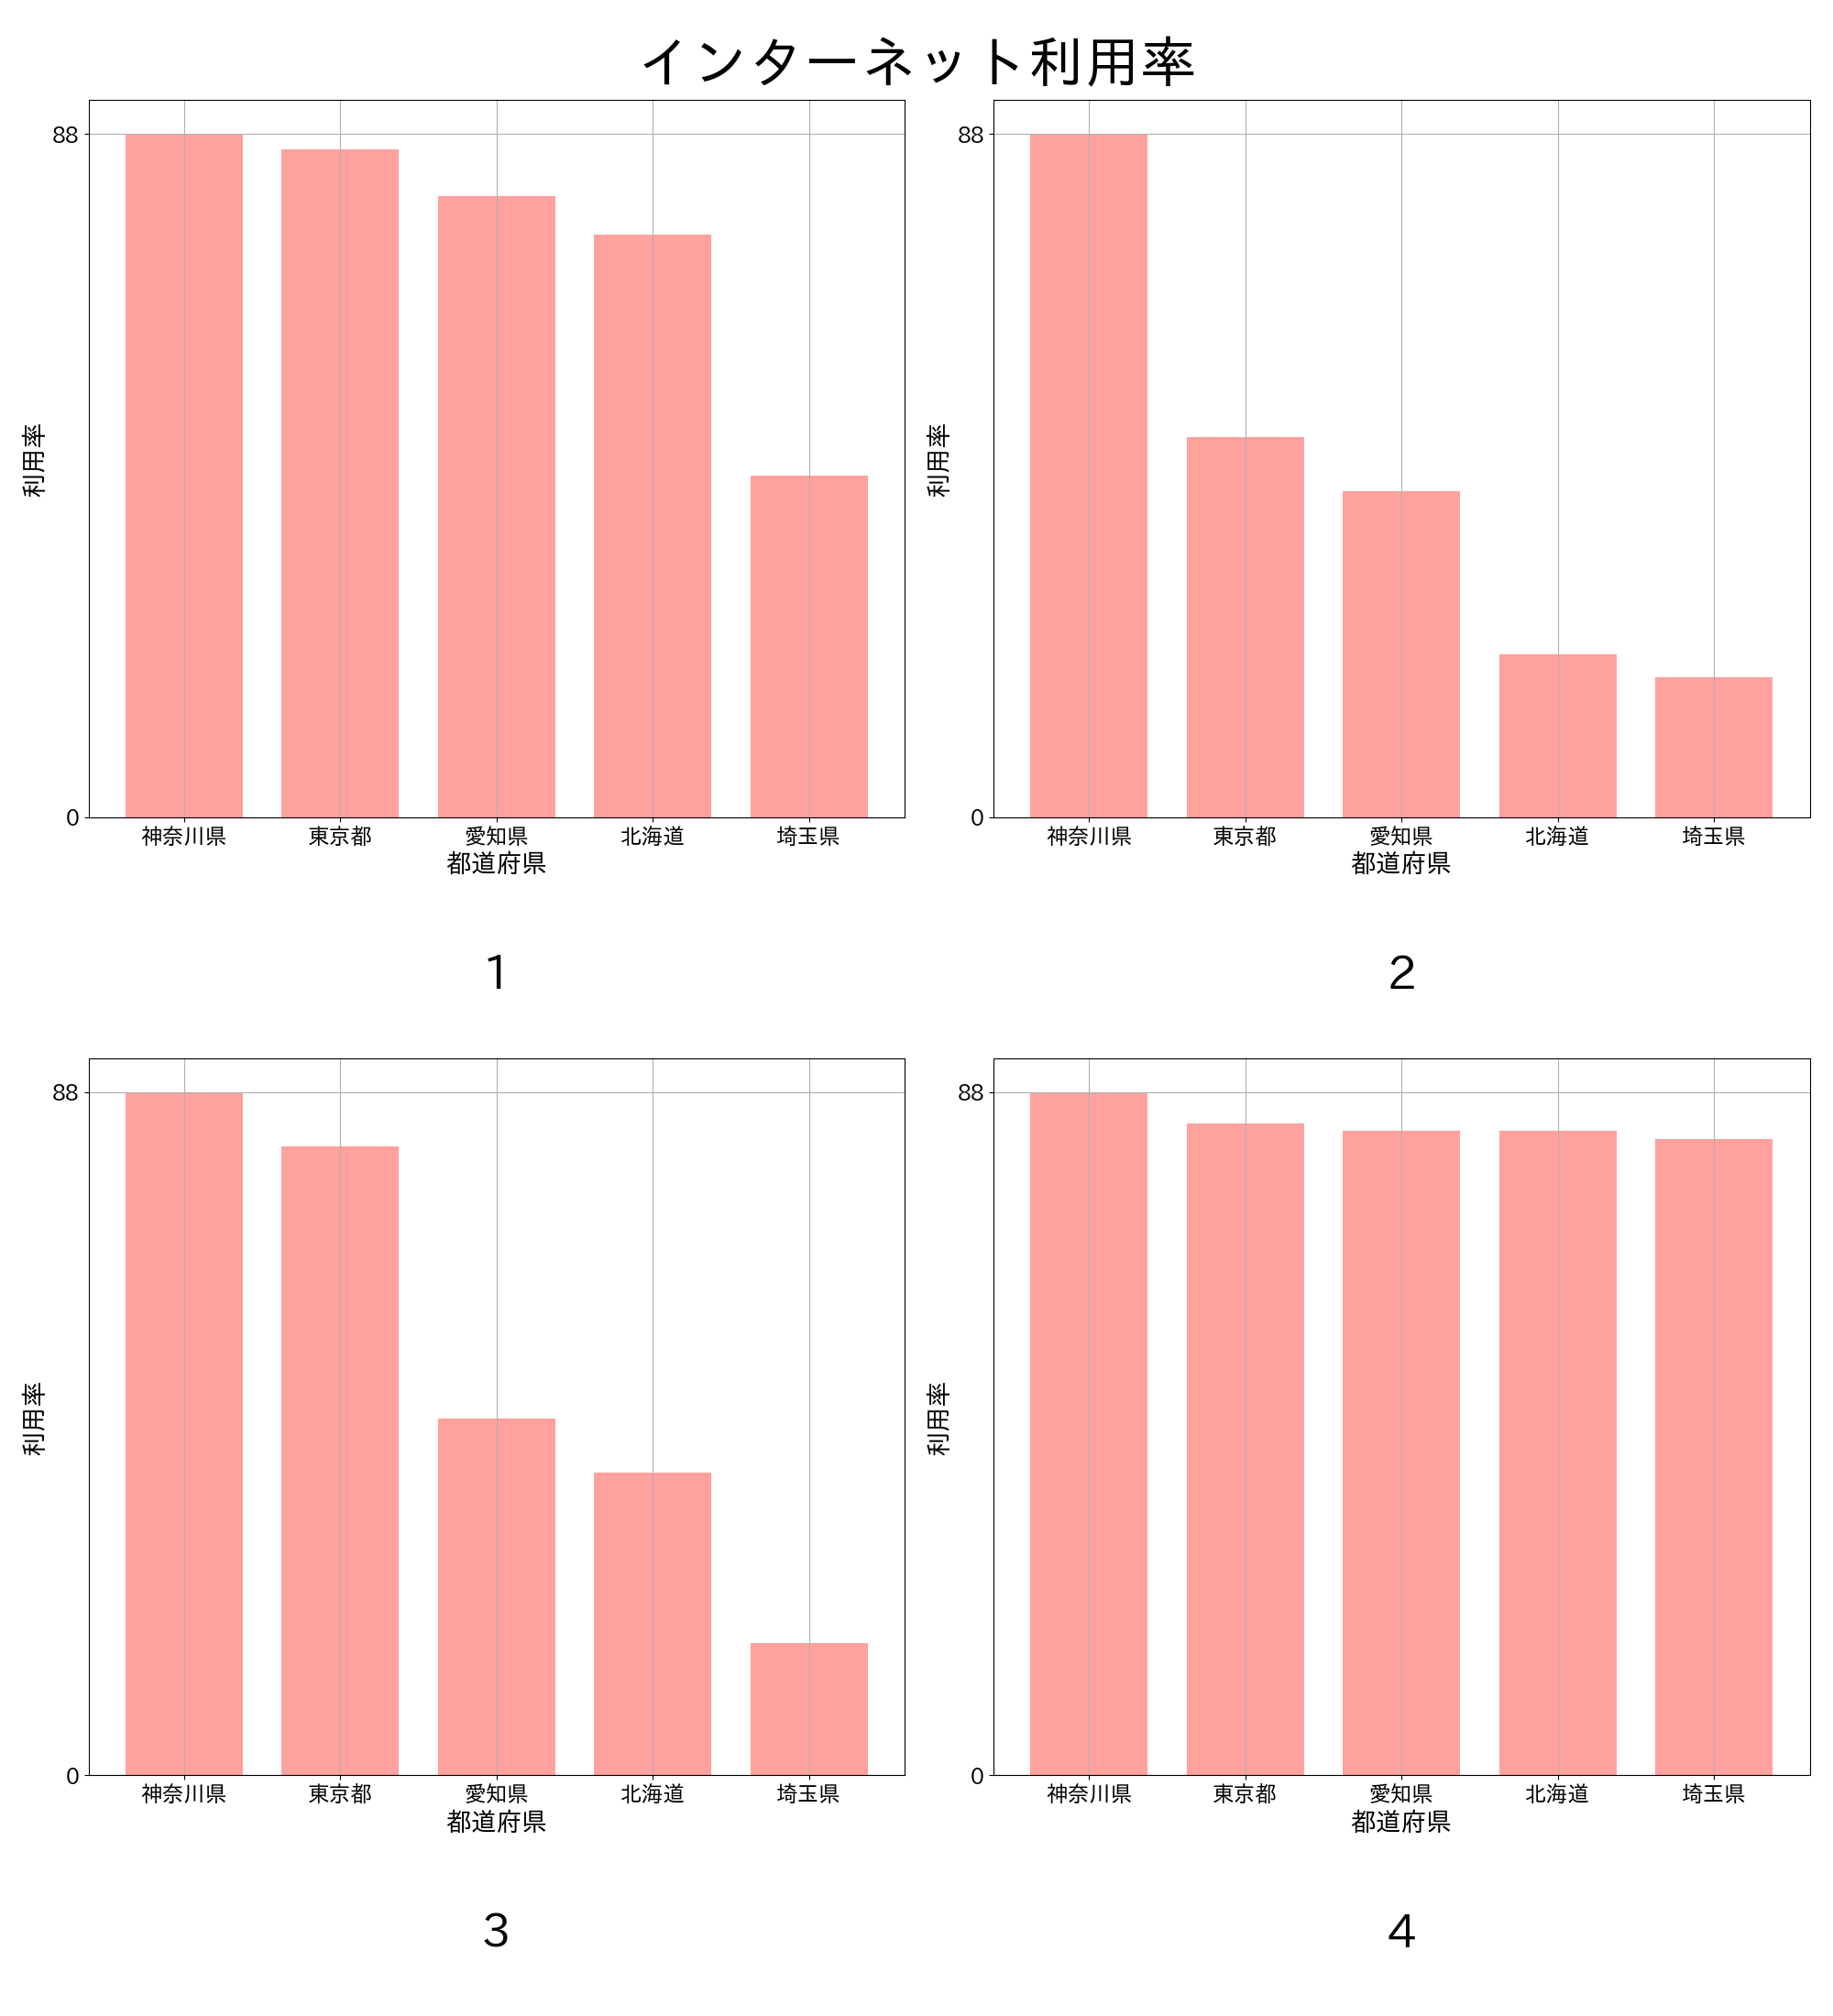 インターネット利用率
88
0
利用率
神奈川県 東京都 愛知県 北海道 埼玉県
都道府県
1
88
0
利用率
神奈川県 東京都 愛知県 北海道 埼玉県
都道府県
2
88
0
利用率
神奈川県 東京都 愛知県 北海道 埼玉県
都道府県
3
88
0
利用率
神奈川県 東京都 愛知県 北海道 埼玉県
都道府県
4